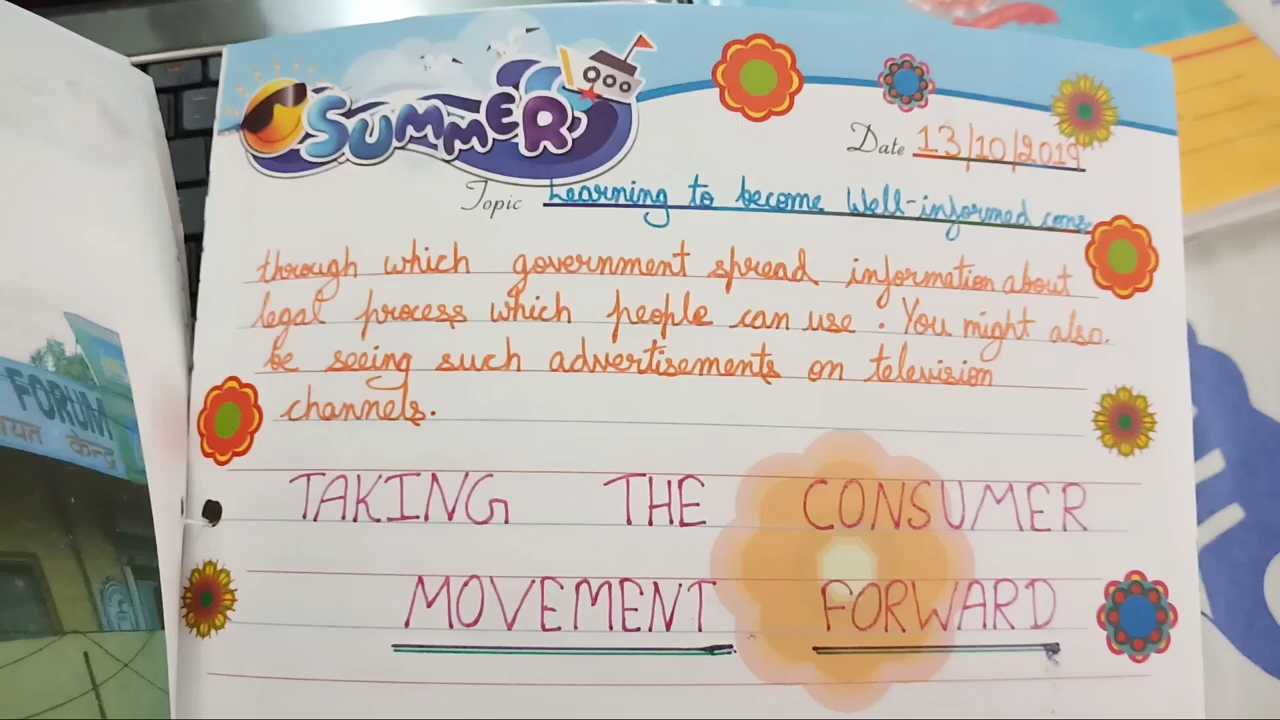 FORUM
केन्द्र
SUMMER
Date 13/10/2019
Topic Learning to become Well-informed cons
through which government spread information about
legal process which people can use. You might also.
be seeing such advertisements on television
channels.
TAKING THE CONSUMER
MOVEMENT FORWARD